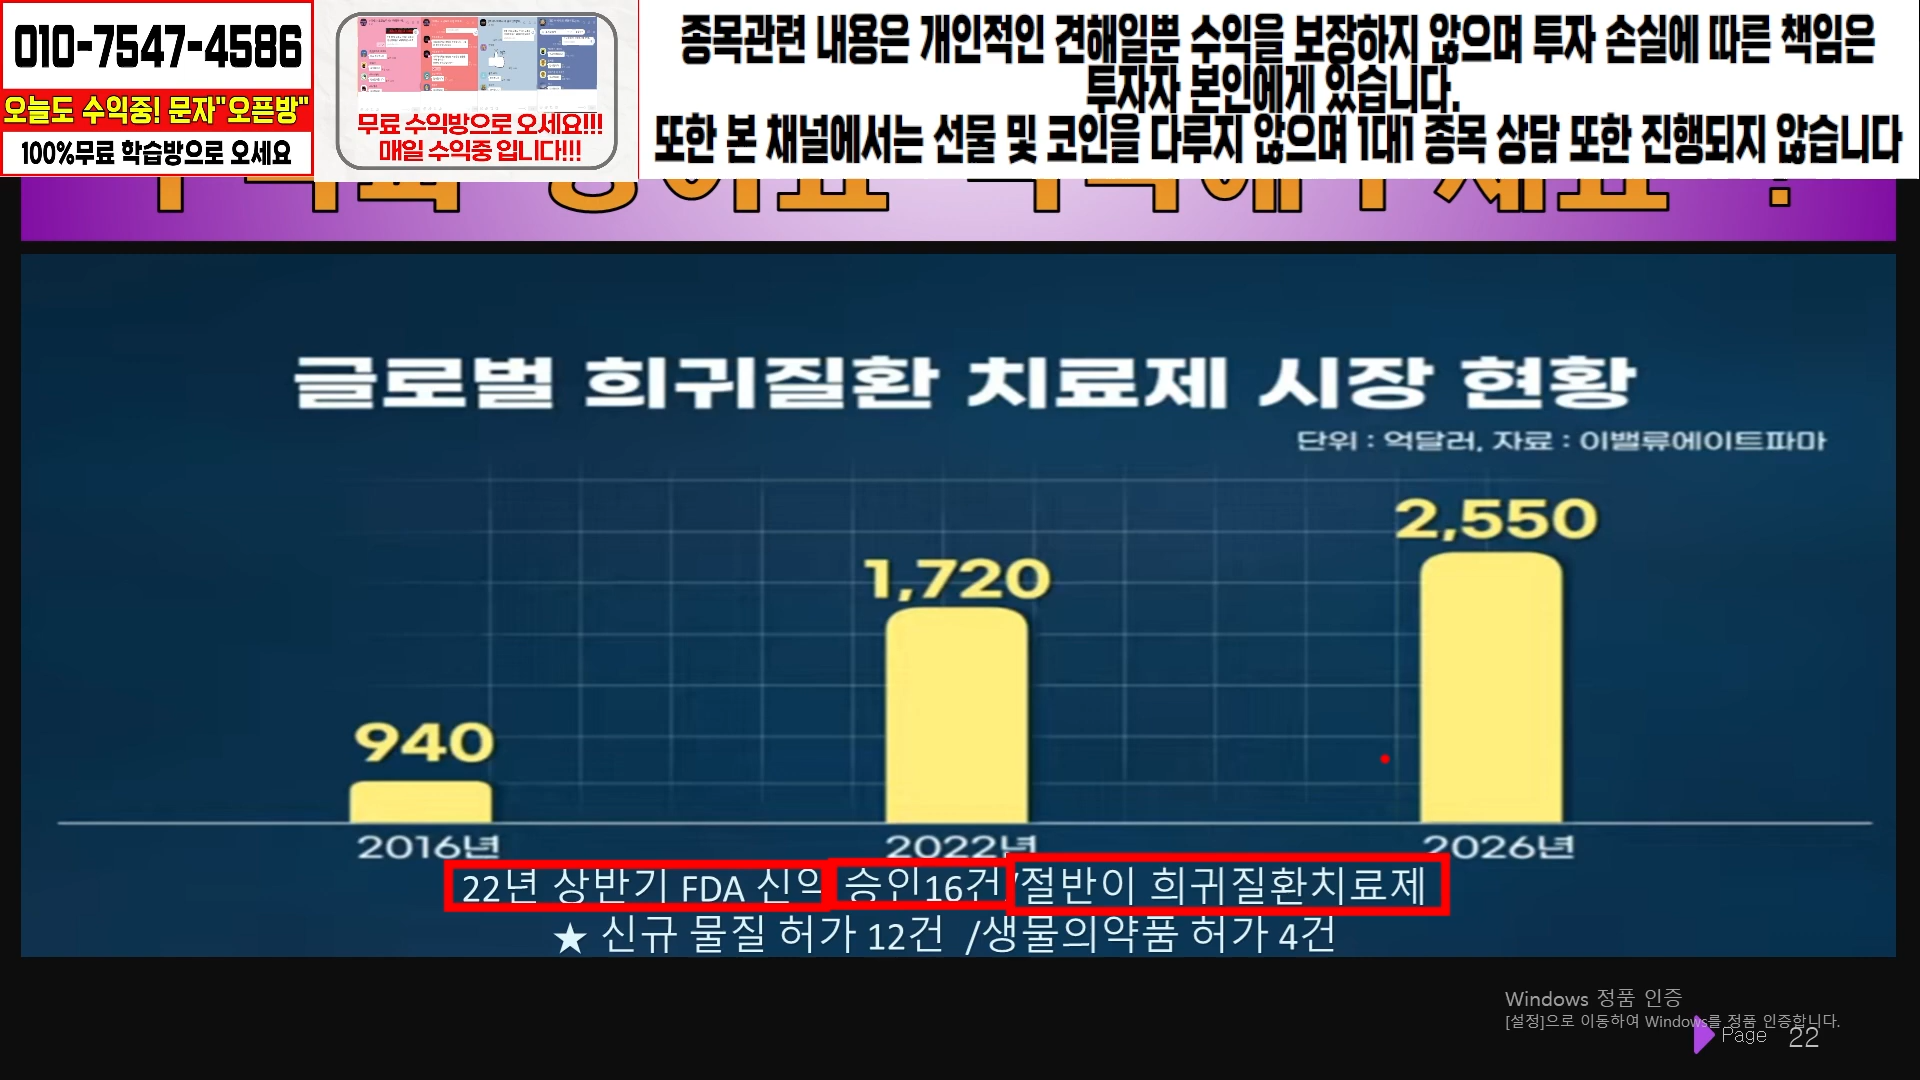 010-7547-4586
오늘도 수익중! 문자"오픈방"
100%무료 학습방으로 오세요
무료 수익방으로 오세요!!!
매일 수익중 입니다!!!
종목관련 내용은 개인적인 견해일뿐 수익을 보장하지 않으며 투자 손실에 따른 책임은
투자자 본인에게 있습니다.
또한 본 채널에서는 선물 및 코인을 다루지 않으며 1대1 종목 상담 또한 진행되지 않습니다
글로벌 희귀질환 치료제 시장 현황
단위 : 억달러, 자료 : 이밸류에이트파마
940
1,720
2,550
2016년
2022년
2026년
22년 상반기 FDA 신약 승인16건/절반이 희귀질환치료제
★ 신규 물질 허가 12건 /생물의약품 허가 4건
Windows 정품 인증
[설정]으로 이동하여 Windows를 정품 인증합니다.
Page 22